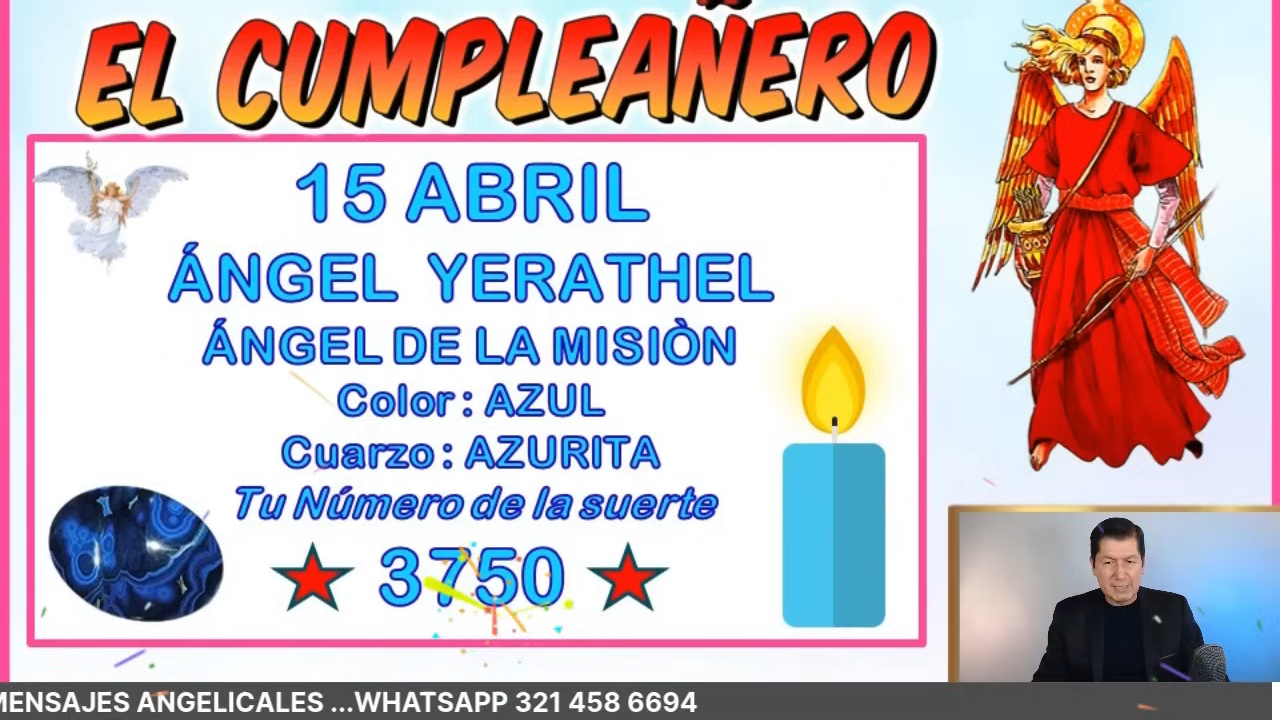 EL CUMPLEAÑERO
15 ABRIL
ÁNGEL YERATHEL
ÁNGEL DE LA MISIÒN
Color : AZUL
Cuarzo : AZURITA
Tu Número de la suerte
3750
MENSAJES ANGELICALES ...WHATSAPP 321 458 6694